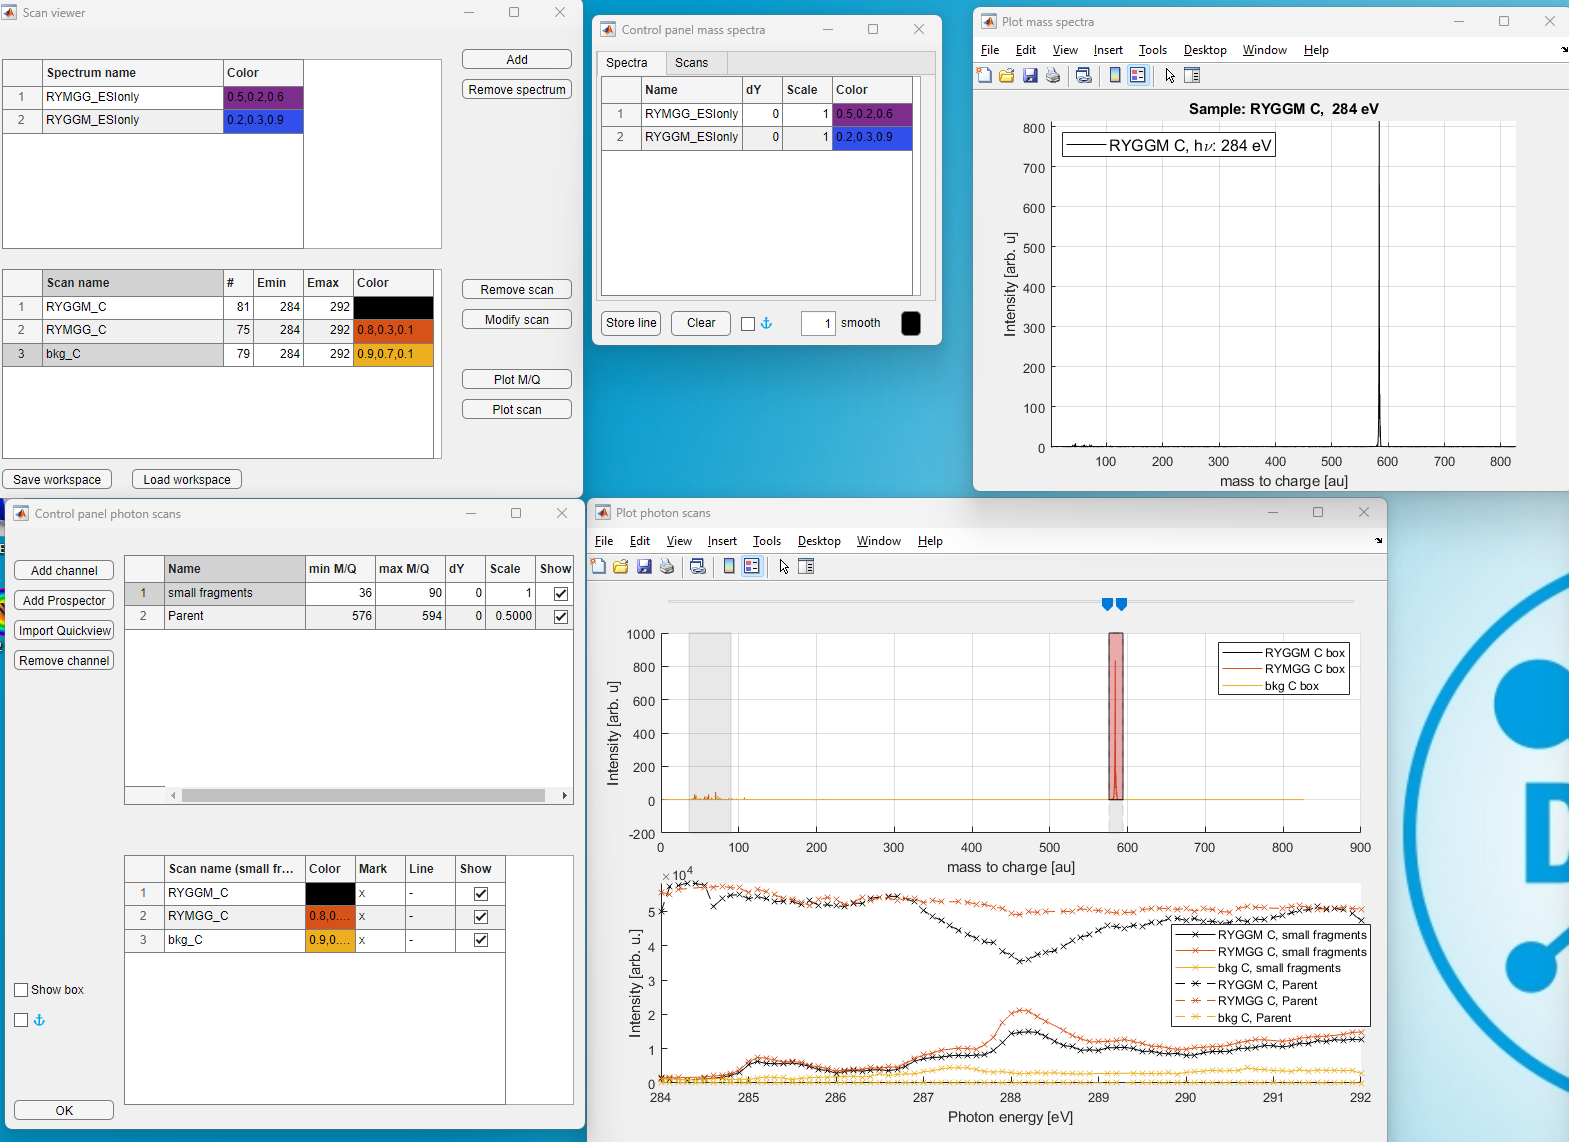 Scan viewer
Spectrum name Color
1 RYMGG_ESIonly 0.5,0.2,0.6
2 RYGGM_ESIonly 0.2,0.3,0.9
Add
Remove spectrum
Scan name # Emin Emax Color
1 RYGGM_C 81 284 292
2 RYMGG_C 75 284 292 0.8,0.3,0.1
3 bkg_C 79 284 292 0.9,0.7,0.1
Remove scan
Modify scan
Plot M/Q
Plot scan
Save workspace Load workspace
Control panel mass spectra
Spectra Scans
Name dY Scale Color
1 RYMGG_ESIonly 0 1 0.5,0.2,0.6
2 RYGGM_ESIonly 0 1 0.2,0.3,0.9
Store line Clear 1 smooth
Plot mass spectra
File Edit View Insert Tools Desktop Window Help
Sample: RYGGM C, 284 eV
RYGGM C, hν: 284 eV
800
700
600
500
400
300
200
100
0
Intensity [arb. u]
100 200 300 400 500 600 700 800
mass to charge [au]
Control panel photon scans
Add channel
Add Prospector
Import Quickview
Remove channel
Name min M/Q max M/Q dY Scale Show
1 small fragments 36 90 0 1
2 Parent 576 594 0 0.5000
Scan name (small fr... Color Mark Line Show
1 RYGGM_C x -
2 RYMGG_C 0.8,0.... x -
3 bkg_C 0.9,0.... x -
Show box
OK
Plot photon scans
File Edit View Insert Tools Desktop Window Help
1000
800
600
400
200
0
-200
Intensity [arb. u]
RYGGM C box
RYMGG C box
bkg C box
0 100 200 300 400 500 600 700 800 900
mass to charge [au]
× 10^4
5
4
3
2
1
0
Intensity [arb. u.]
RYGGM C, small fragments
RYMGG C, small fragments
bkg C, small fragments
RYGGM C, Parent
RYMGG C, Parent
bkg C, Parent
284 285 286 287 288 289 290 291 292
Photon energy [eV]
D